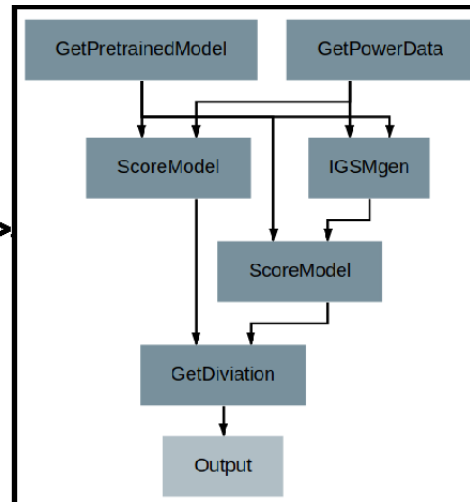 GetPretrainedModel
GetPowerData
ScoreModel
IGSMgen
ScoreModel
GetDiviation
Output